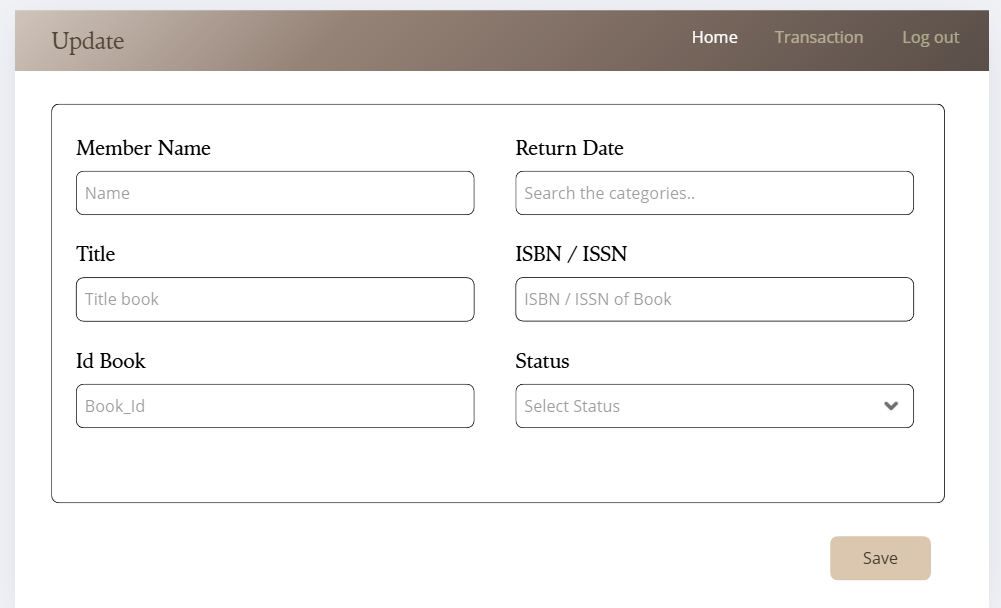 Update
Home Transaction Log out
Member Name Return Date
Name Search the categories..
Title ISBN / ISSN
Title book ISBN / ISSN of Book
Id Book Status
Book_Id Select Status
Save